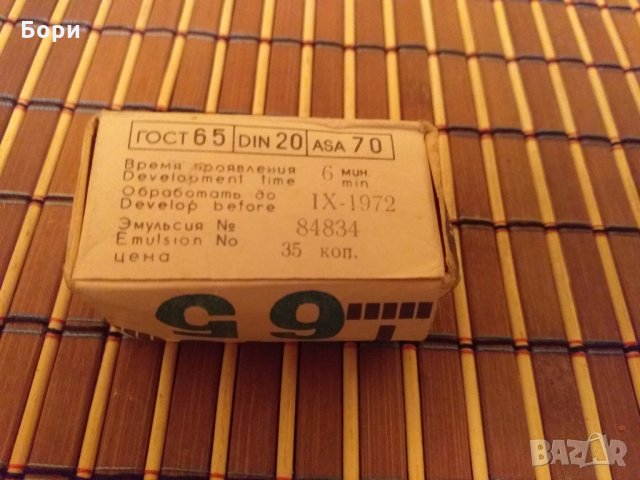 Бори
ГОСТ 65 DIN 20 ASA 70
Время проявления 6 мин.
Development time min
Обработать до IX-1972
Develop before
Эмульсия № 84834
Emulsion No
цена 35 коп.
65
BAZAR